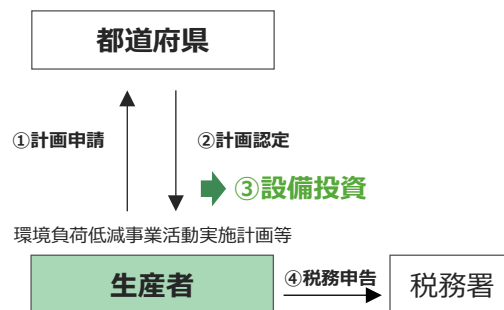 都道府県
①計画申請
②計画認定
③設備投資
環境負荷低減事業活動実施計画等
生産者
④税務申告
税務署